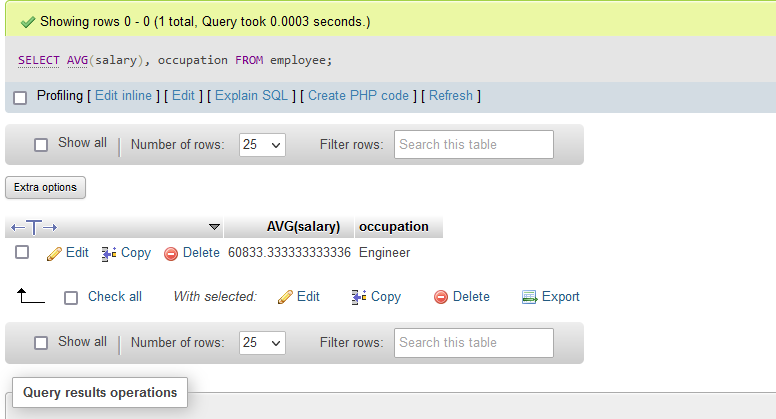 Showing rows 0 - 0 (1 total, Query took 0.0003 seconds.)
SELECT AVG(salary), occupation FROM employee;
Profiling [ Edit inline ] [ Edit ] [ Explain SQL ] [ Create PHP code ] [ Refresh ]
Show all Number of rows: 25 Filter rows: Search this table
Extra options
AVG(salary) occupation
Edit Copy Delete 60833.333333333336 Engineer
Check all With selected: Edit Copy Delete Export
Show all Number of rows: 25 Filter rows: Search this table
Query results operations